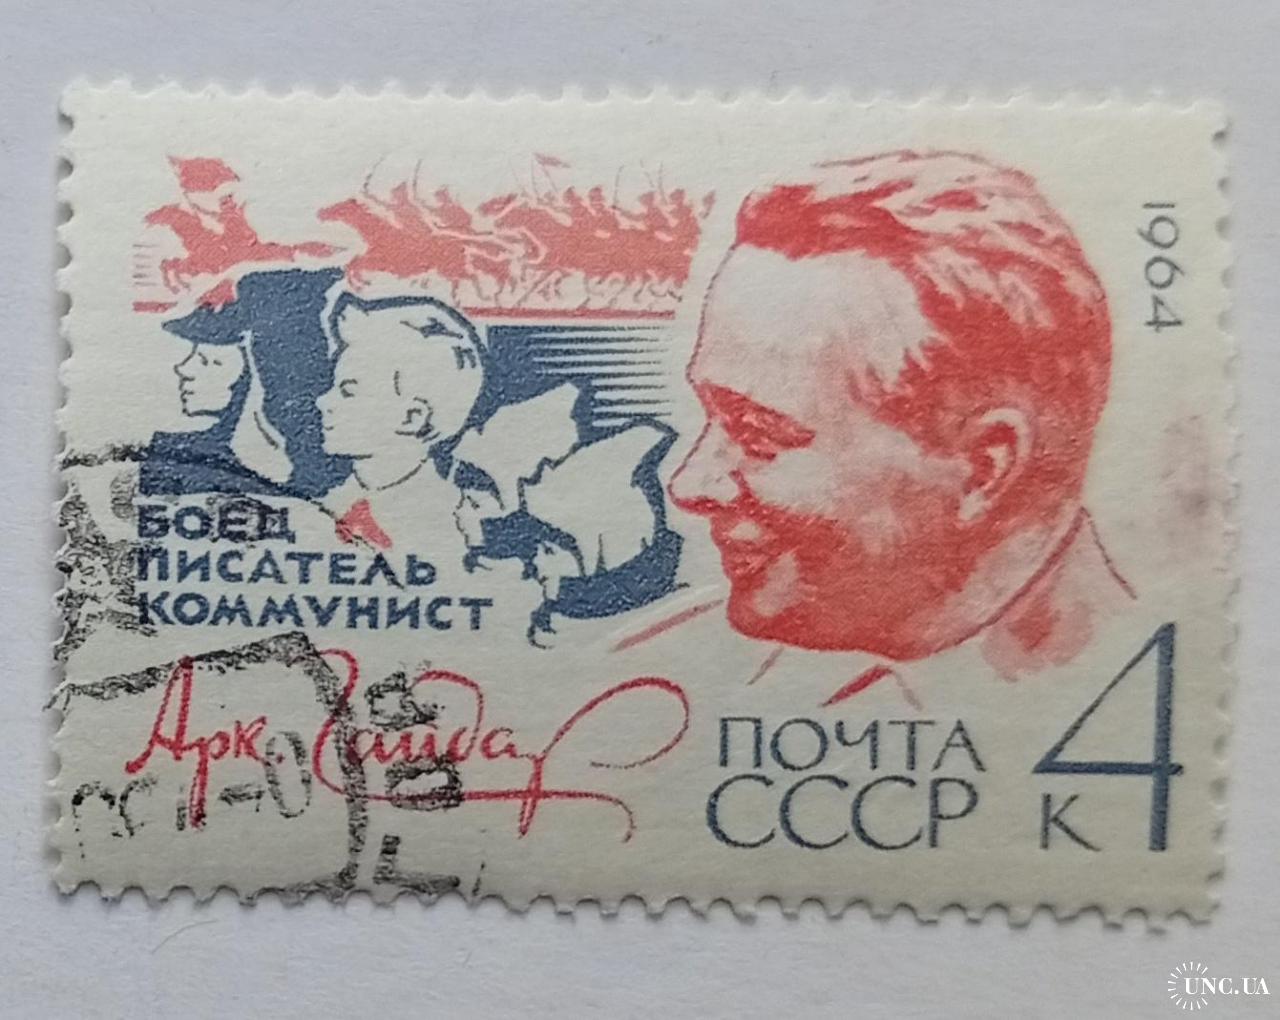 1964
БОЕЦ
ПИСАТЕЛЬ
КОММУНИСТ
Арк. Гайдар
ПОЧТА
СССР
4 к
UNC.UA